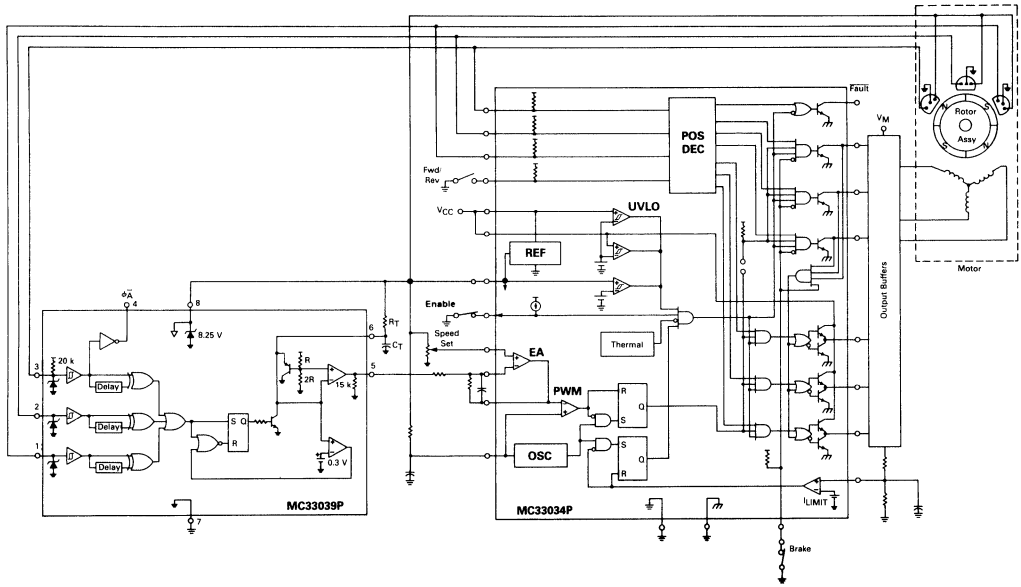 Fault
VM
Rotor
Assy
N
S
S
N
POS
DEC
Fwd/
Rev
VCC
UVLO
REF
Motor
Output Buffers
φA
4
8
8.25 V
6
RT
CT
Enable
Speed
Set
Thermal
EA
3
20 k
Delay
R
2R
15 k
5
PWM
R
Q
S
2
Delay
S Q
R
1
Delay
0.3 V
OSC
S
Q
R
ILIMIT
MC33039P
MC33034P
7
Brake